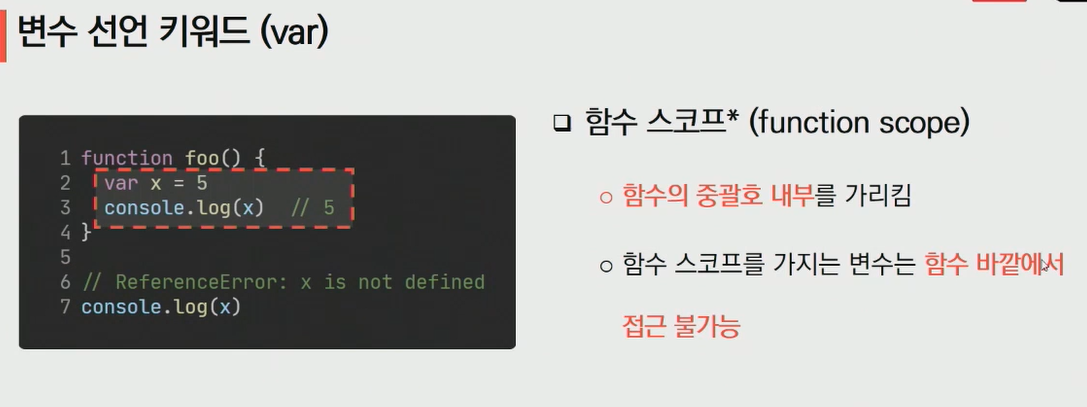 변수 선언 키워드 (var)
1 function foo() {
2   var x = 5
3   console.log(x)  // 5
4 }
5
6 // ReferenceError: x is not defined
7 console.log(x)
❑ 함수 스코프* (function scope)
○ 함수의 중괄호 내부를 가리킴
○ 함수 스코프를 가지는 변수는 함수 바깥에서
접근 불가능